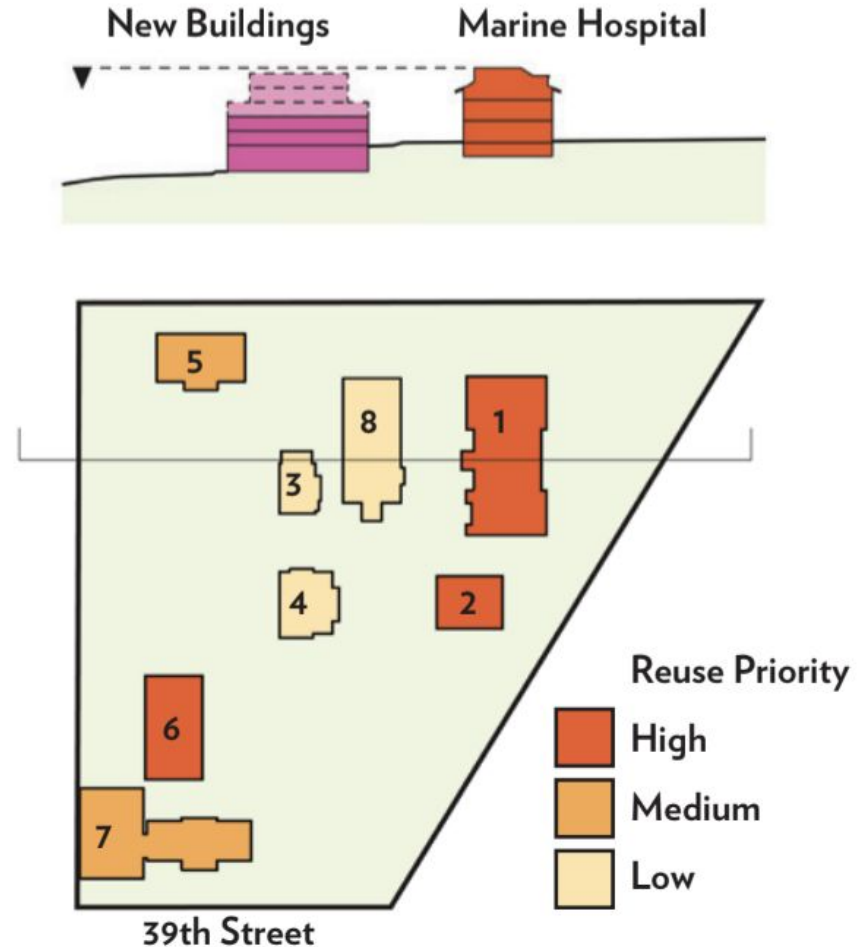 New Buildings
Marine Hospital
5
8
1
3
4
2
6
7
39th Street
Reuse Priority
High
Medium
Low